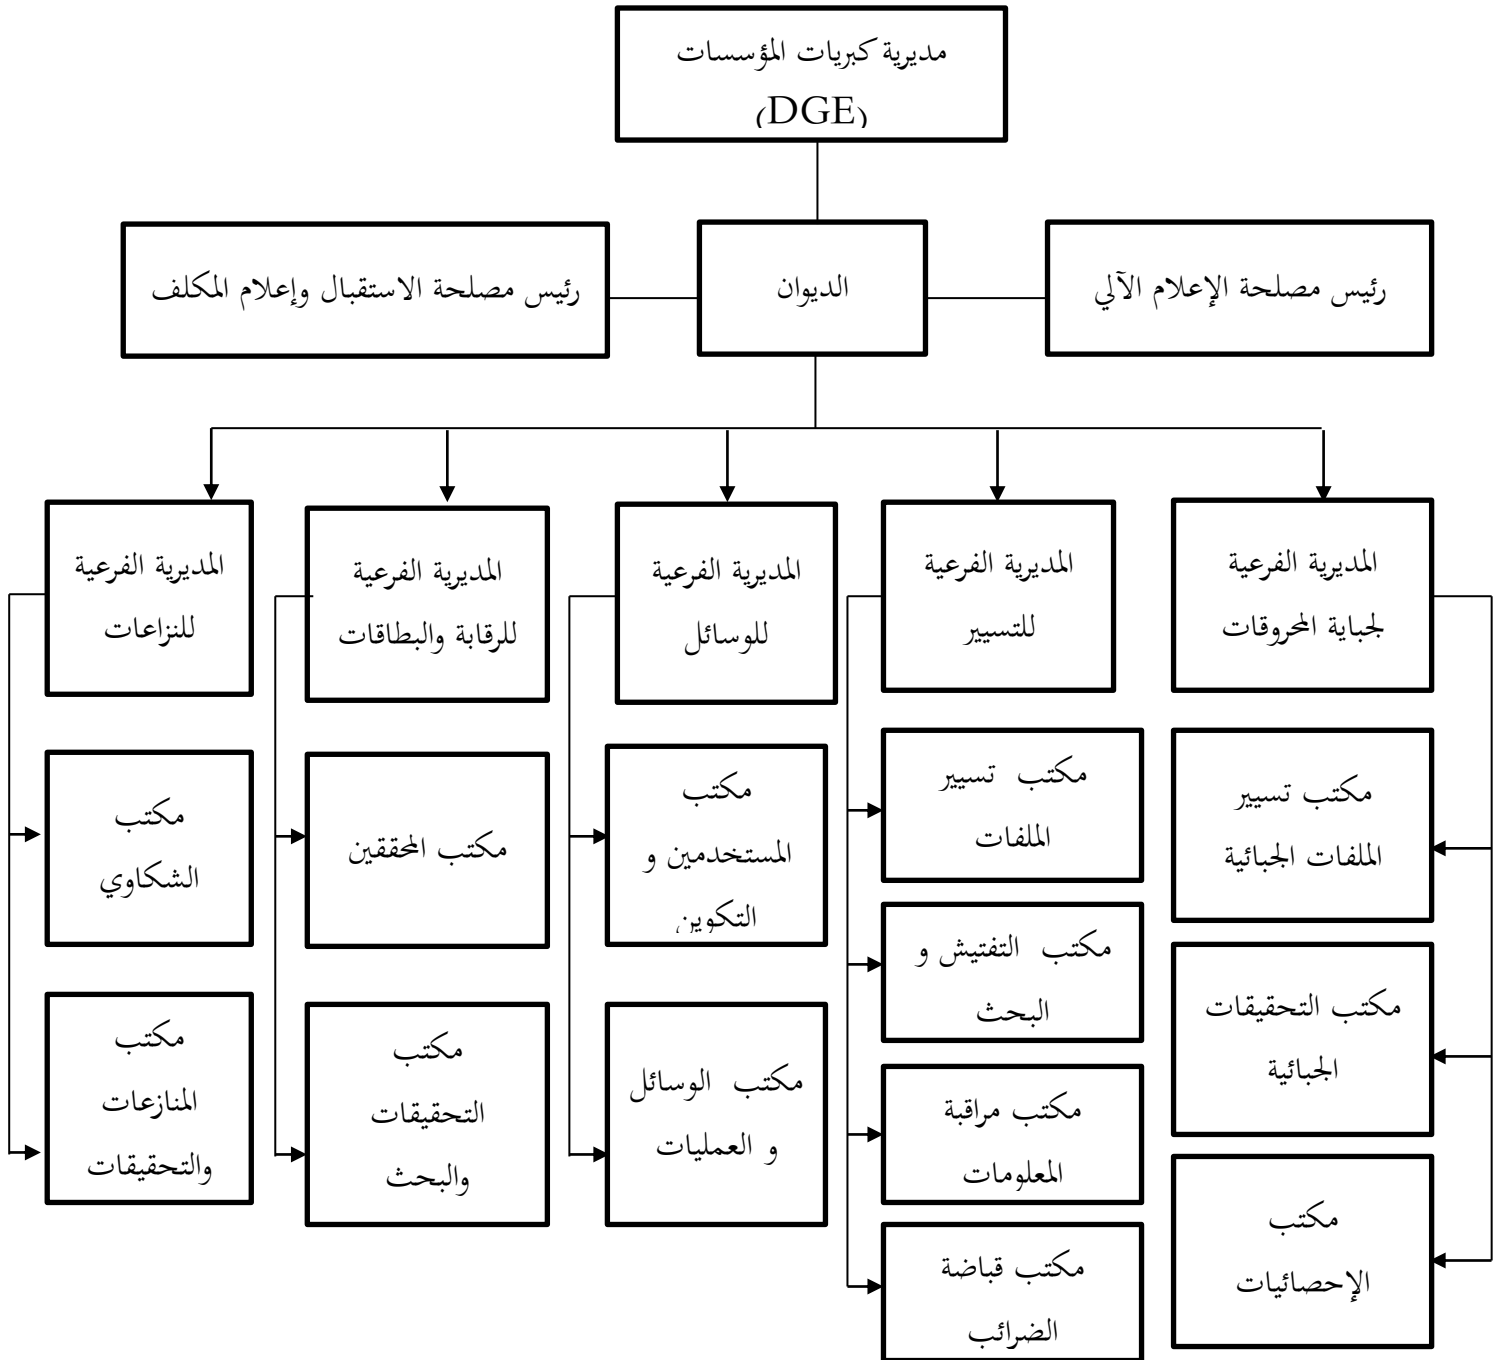 مديرية كبريات المؤسسات
(DGE)
رئيس مصلحة الإعلام الآلي
الديوان
رئيس مصلحة الاستقبال وإعلام المكلف
المديرية الفرعية
لجباية المحروقات
المديرية الفرعية
للتسيير
المديرية الفرعية
للوسائل
المديرية الفرعية
للرقابة والبطاقات
المديرية الفرعية
للنزاعات
مكتب تسيير
الملفات الجبائية
مكتب تسيير
الملفات
مكتب
المستخدمين و
التكوين
مكتب المحققين
مكتب
الشكاوي
مكتب التحقيقات
الجبائية
مكتب التفتيش و
البحث
مكتب الوسائل
و العمليات
مكتب
التحقيقات
والبحث
مكتب
المنازعات
والتحقيقات
مكتب مراقبة
المعلومات
مكتب
الإحصائيات
مكتب قباضة
الضرائب